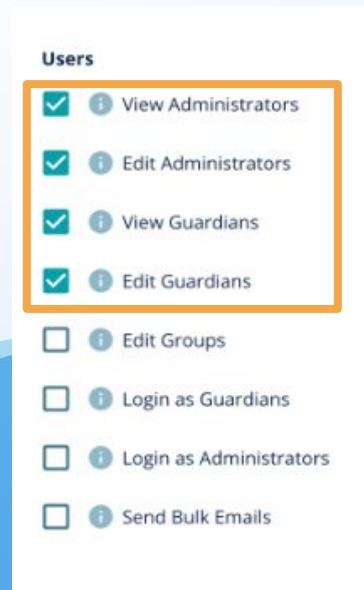 Users
View Administrators
Edit Administrators
View Guardians
Edit Guardians
Edit Groups
Login as Guardians
Login as Administrators
Send Bulk Emails